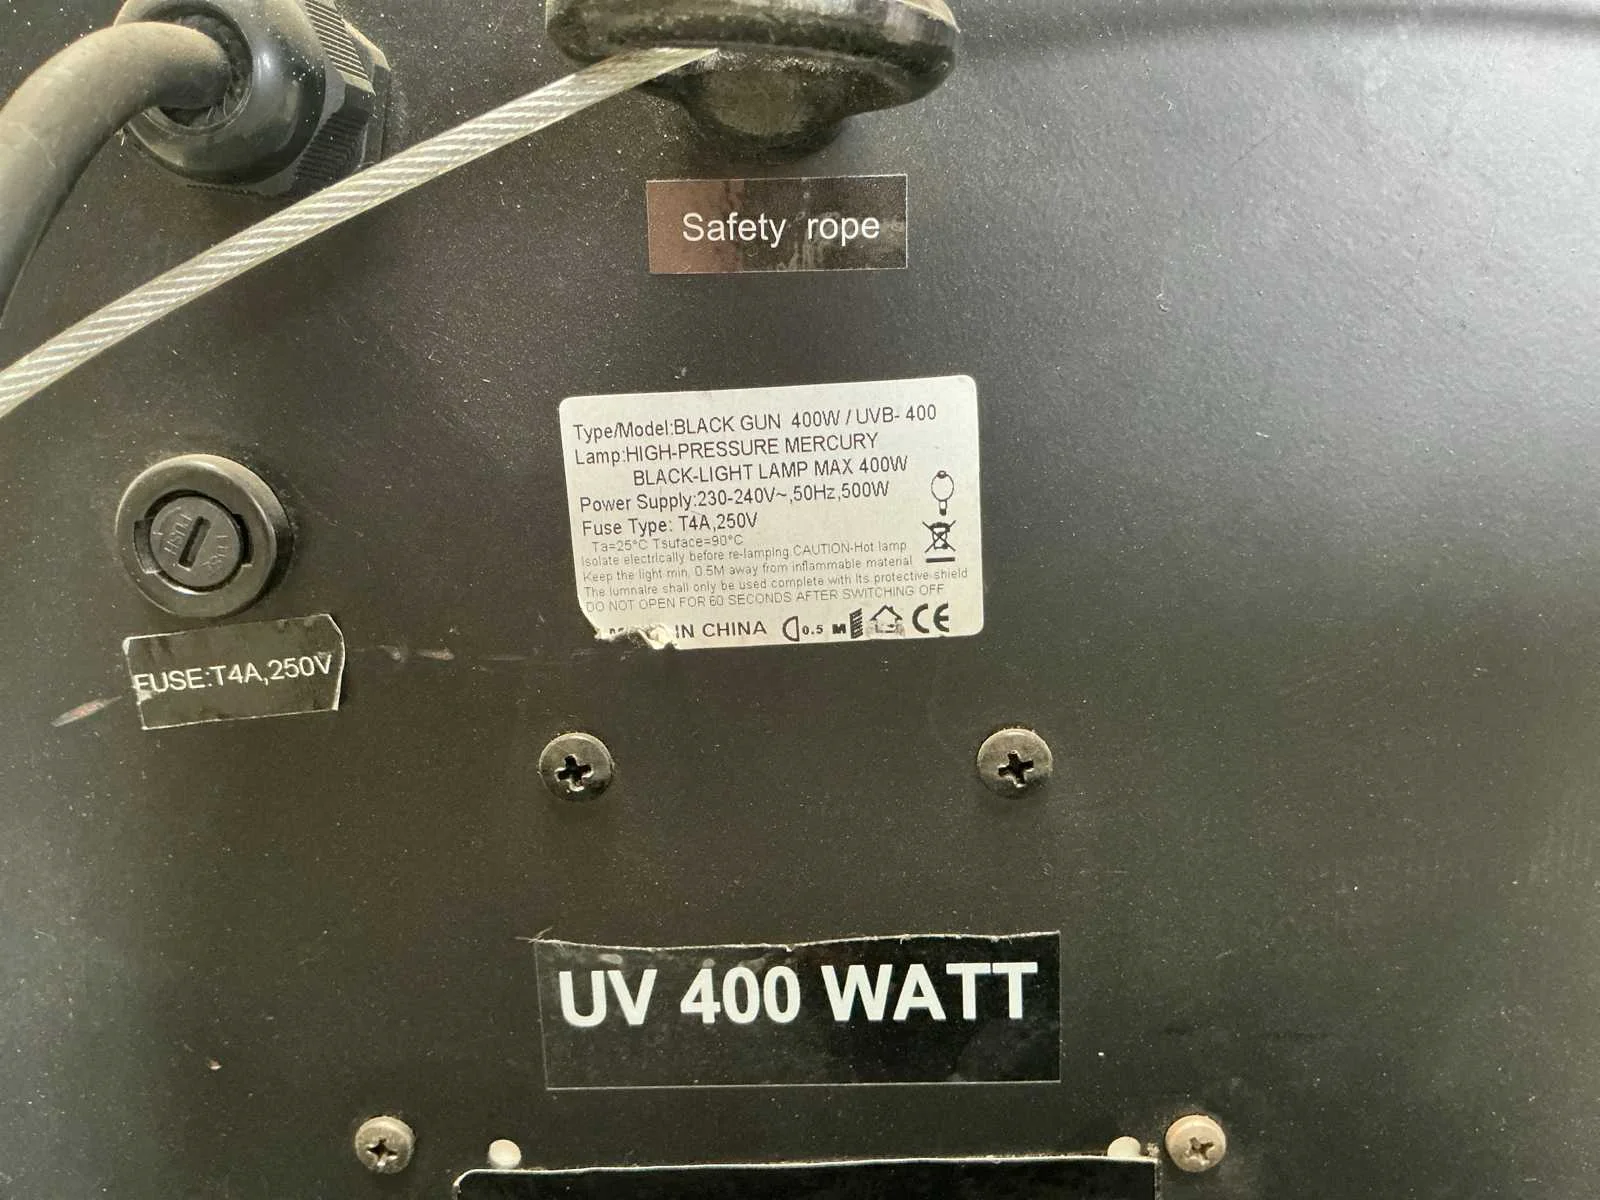 Safety rope
Type/Model:BLACK GUN 400W / UVB- 400
Lamp:HIGH-PRESSURE MERCURY
BLACK-LIGHT LAMP MAX 400W
Power Supply:230-240V~,50Hz,500W
Fuse Type: T4A,250V
Ta=25°C Tsuface=90°C
Isolate electrically before re-lamping CAUTION-Hot lamp
Keep the light min, 0.5M away from inflammable material
The lumnaire shall only be used complete with Its protective shield
DO NOT OPEN FOR 60 SECONDS AFTER SWITCHING OFF
IN CHINA 0.5 M CE
PUSH
FUSE:T4A,250V
UV 400 WATT